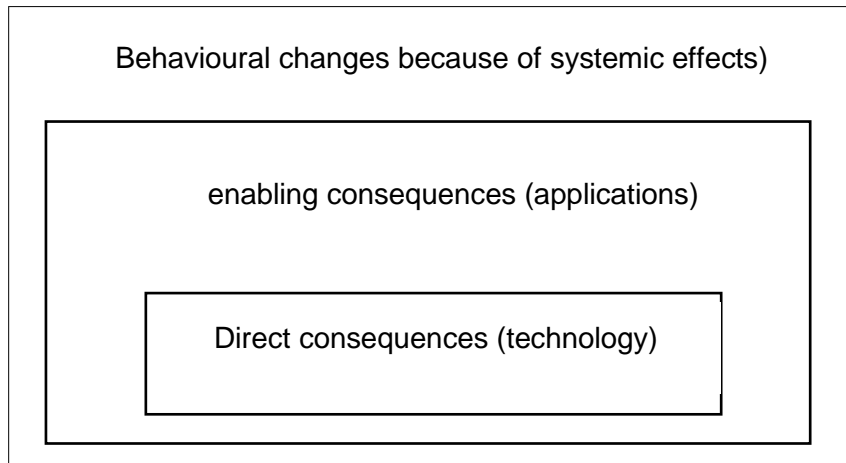 Behavioural changes because of systemic effects)
enabling consequences (applications)
Direct consequences (technology)